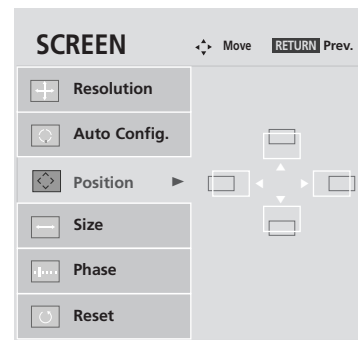 SCREEN Move RETURN Prev.
Resolution
Auto Config.
Position
Size
Phase
Reset